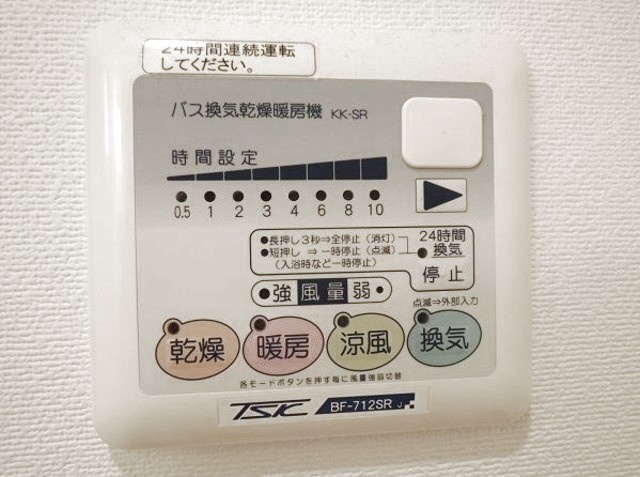 24時間連続運転
してください。
バス換気乾燥暖房機 KK-SR
時間設定
0.5 1 2 3 4 6 8 10
●長押し3秒⇒全停止（消灯）
●短押し ⇒一時停止（点滅）
（入浴時など一時停止）
24時間
換気
停止
●強 風量 弱●
点滅⇒外部入力
乾燥 暖房 涼風 換気
各モードボタンを押す毎に風量強弱切替
TSK BF-712SR J